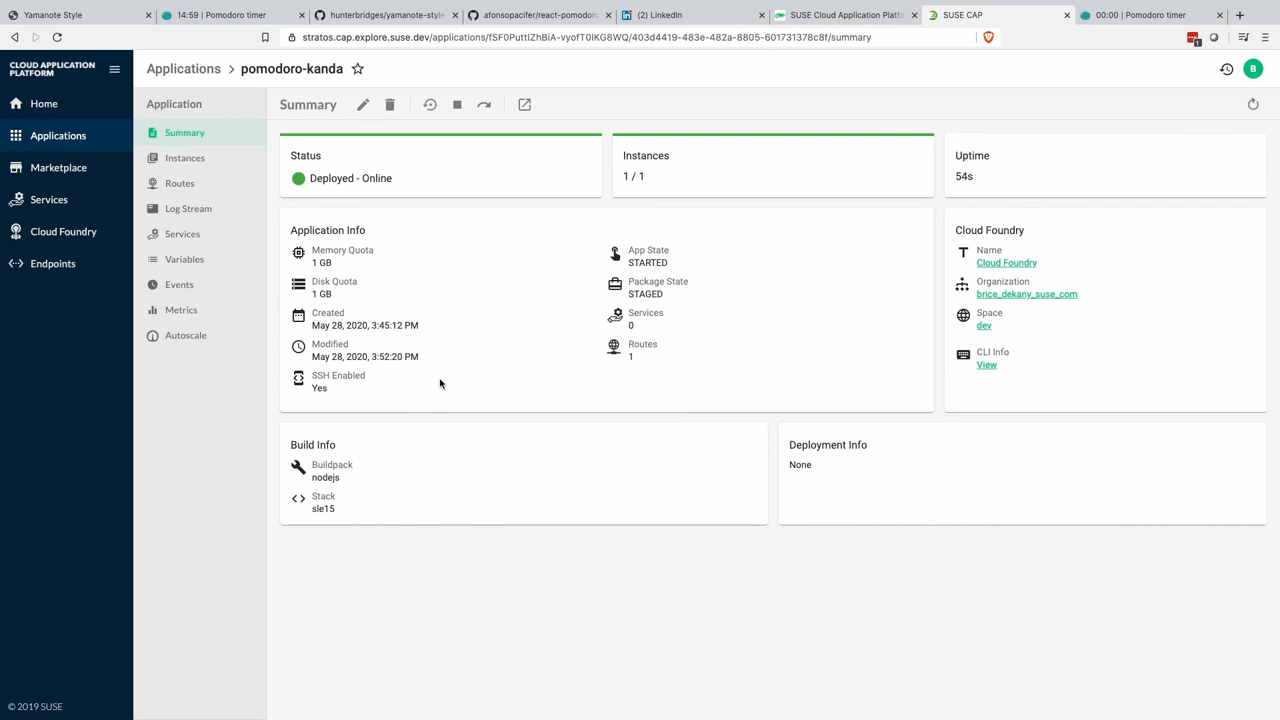 Yamanote Style
14:59 | Pomodoro timer
hunterbridges/yamanote-style
afonsopacifer/react-pomodoro
(2) LinkedIn
SUSE Cloud Application Platfo
SUSE CAP
00:00 | Pomodoro timer
stratos.cap.explore.suse.dev/applications/fSF0PuttIZhBiA-vyofT0lKG8WQ/403d4419-483e-482a-8805-601731378c8f/summary
1
CLOUD APPLICATION
PLATFORM
Applications > pomodoro-kanda
B
Home
Applications
Marketplace
Services
Cloud Foundry
Endpoints
© 2019 SUSE
Application
Summary
Instances
Routes
Log Stream
Services
Variables
Events
Metrics
Autoscale
Summary
Status
Deployed - Online
Instances
1 / 1
Uptime
54s
Application Info
Memory Quota
1 GB
Disk Quota
1 GB
Created
May 28, 2020, 3:45:12 PM
Modified
May 28, 2020, 3:52:20 PM
SSH Enabled
Yes
App State
STARTED
Package State
STAGED
Services
0
Routes
1
Cloud Foundry
Name
Cloud Foundry
Organization
brice_dekany_suse_com
Space
dev
CLI Info
View
Build Info
Buildpack
nodejs
Stack
sle15
Deployment Info
None